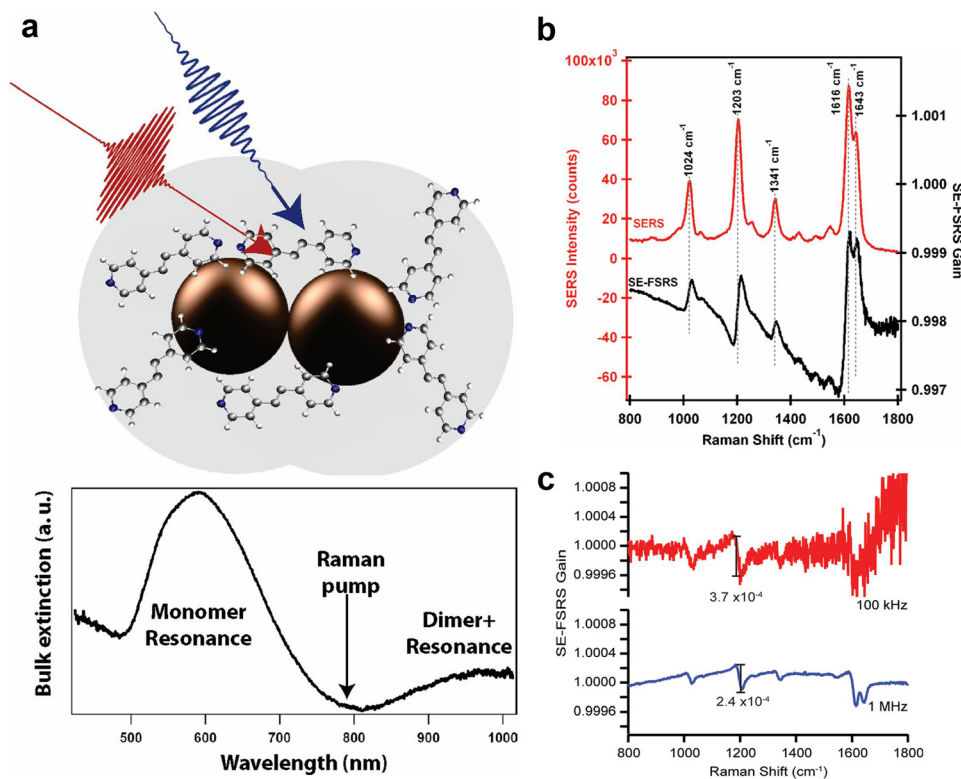 a
Bulk extinction (a. u.)
Monomer
Resonance
Raman
pump
Dimer+
Resonance
500 600 700 800 900 1000
Wavelength (nm)
b
SERS Intensity (counts)
100x10³
80
60
40
20
0
-20
-40
-60
1024 cm⁻¹
1203 cm⁻¹
1341 cm⁻¹
1616 cm⁻¹
1643 cm⁻¹
SERS
SE-FSRS
1.001
1.000
0.999
0.998
0.997
SE-FSRS Gain
800 1000 1200 1400 1600 1800
Raman Shift (cm⁻¹)
c
SE-FSRS Gain
1.0008
1.0004
1.0000
0.9996
3.7 x10⁻⁴
100 kHz
1.0008
1.0004
1.0000
0.9996
2.4 x10⁻⁴
1 MHz
800 1000 1200 1400 1600 1800
Raman Shift (cm⁻¹)